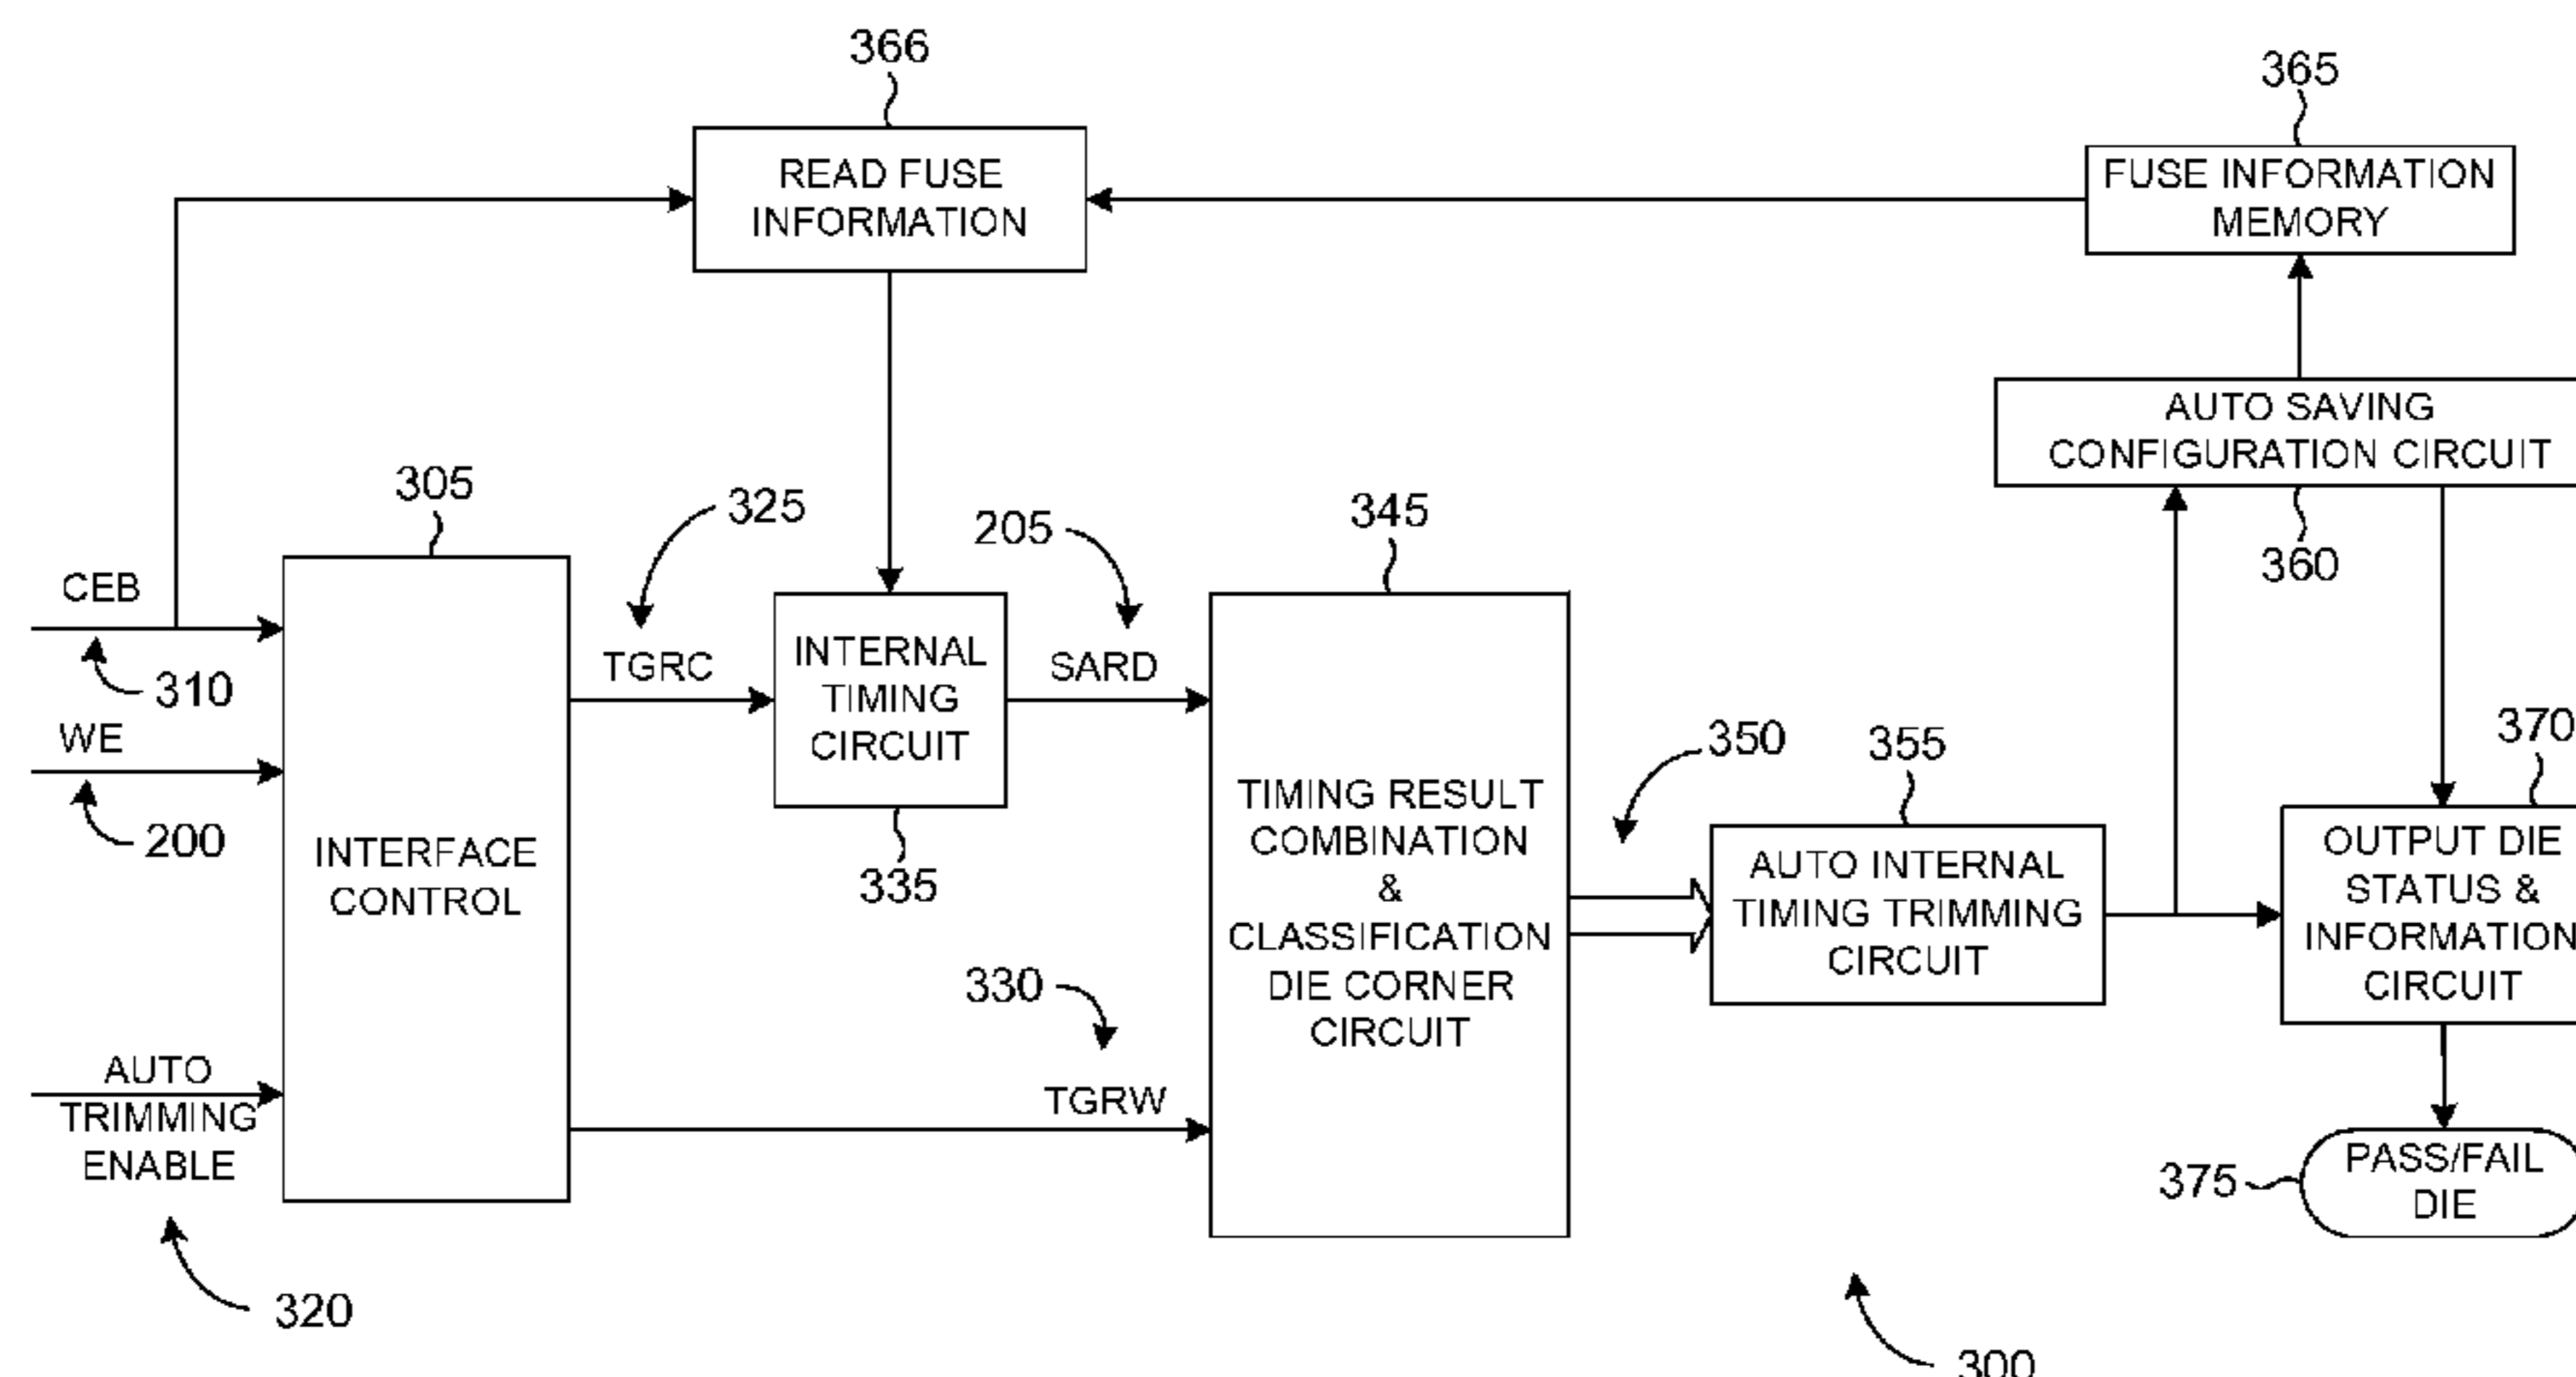 366
365
READ FUSE
INFORMATION
FUSE INFORMATION
MEMORY
AUTO SAVING
CONFIGURATION CIRCUIT
360
305
325
205
345
CEB
310
WE
200
INTERFACE
CONTROL
AUTO
TRIMMING
ENABLE
320
TGRC
INTERNAL
TIMING
CIRCUIT
335
SARD
330
TGRW
TIMING RESULT
COMBINATION
&
CLASSIFICATION
DIE CORNER
CIRCUIT
350
355
AUTO INTERNAL
TIMING TRIMMING
CIRCUIT
370
OUTPUT DIE
STATUS &
INFORMATION
CIRCUIT
375
PASS/FAIL
DIE
300